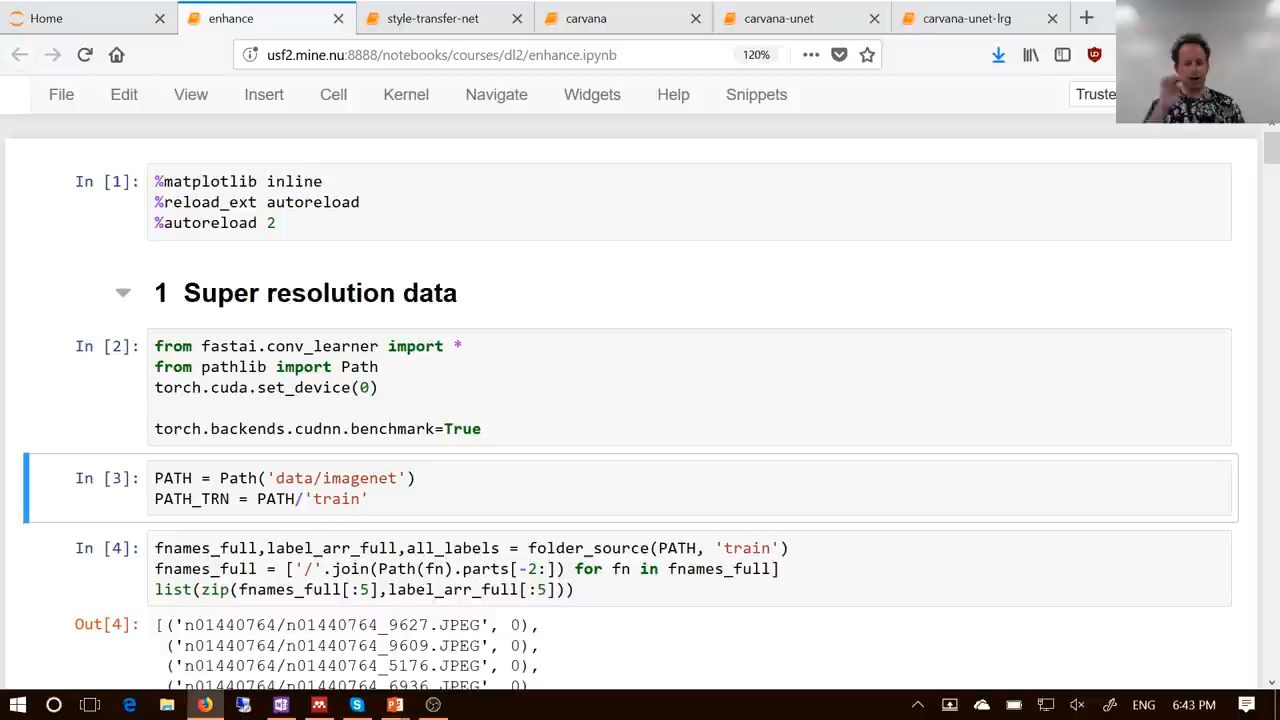 Home
enhance
style-transfer-net
carvana
carvana-unet
carvana-unet-lrg
usf2.mine.nu:8888/notebooks/courses/dl2/enhance.ipynb
120%
File Edit View Insert Cell Kernel Navigate Widgets Help Snippets
Truste
In [1]:
%matplotlib inline
%reload_ext autoreload
%autoreload 2
1 Super resolution data
In [2]:
from fastai.conv_learner import *
from pathlib import Path
torch.cuda.set_device(0)
torch.backends.cudnn.benchmark=True
In [3]:
PATH = Path('data/imagenet')
PATH_TRN = PATH/'train'
In [4]:
fnames_full,label_arr_full,all_labels = folder_source(PATH, 'train')
fnames_full = ['/'.join(Path(fn).parts[-2:]) for fn in fnames_full]
list(zip(fnames_full[:5],label_arr_full[:5]))
Out[4]:
[('n01440764/n01440764_9627.JPEG', 0),
('n01440764/n01440764_9609.JPEG', 0),
('n01440764/n01440764_5176.JPEG', 0),
('n01440764/n01440764_6936.JPEG', 0)
ENG
6:43 PM